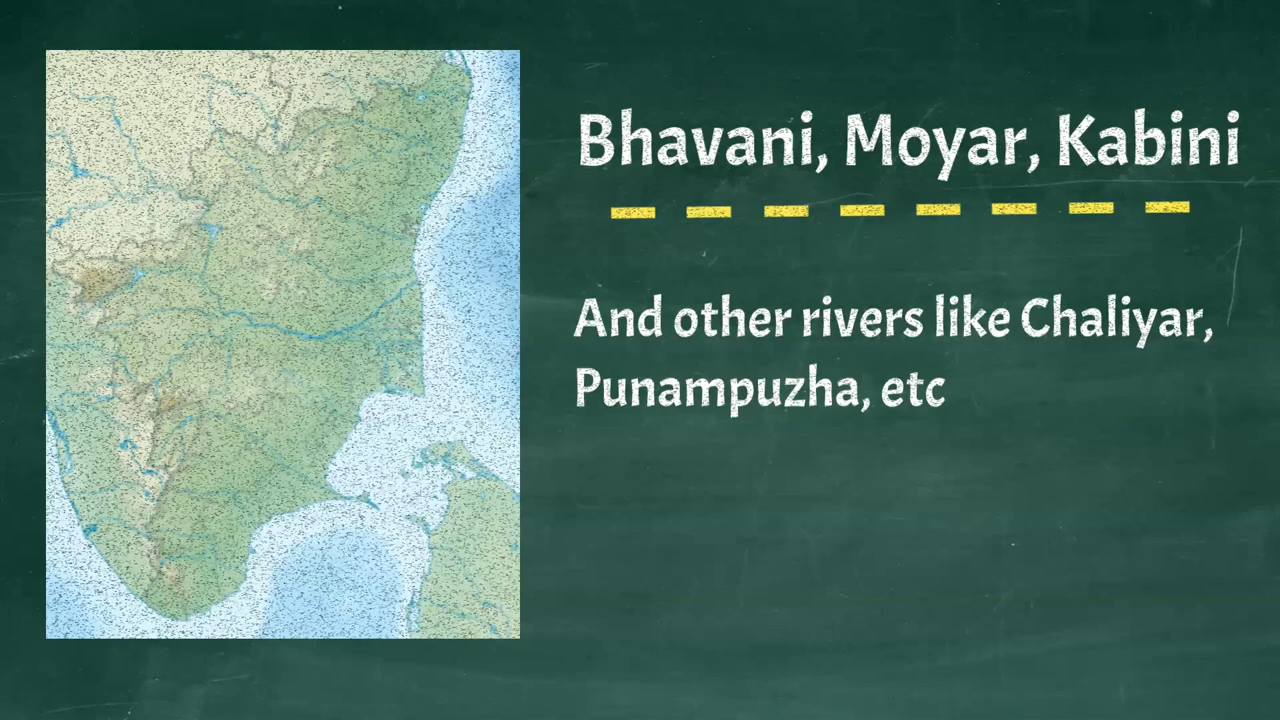 Bhavani, Moyar, Kabini
And other rivers like Chaliyar,
Punampuzha, etc